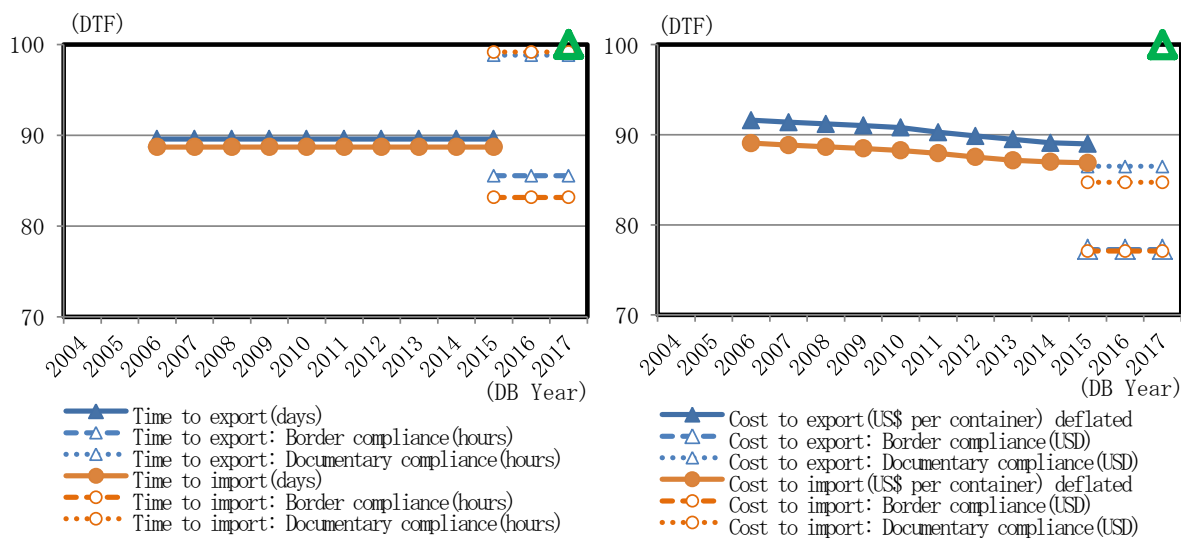 (DTF)
100
90
80
70
2004 2005 2006 2007 2008 2009 2010 2011 2012 2013 2014 2015 2016 2017
(DB Year)
Time to export(days)
Time to export: Border compliance(hours)
Time to export: Documentary compliance(hours)
Time to import(days)
Time to import: Border compliance(hours)
Time to import: Documentary compliance(hours)
(DTF)
100
90
80
70
2004 2005 2006 2007 2008 2009 2010 2011 2012 2013 2014 2015 2016 2017
(DB Year)
Cost to export(US$ per container) deflated
Cost to export: Border compliance(USD)
Cost to export: Documentary compliance(USD)
Cost to import(US$ per container) deflated
Cost to import: Border compliance(USD)
Cost to import: Documentary compliance(USD)